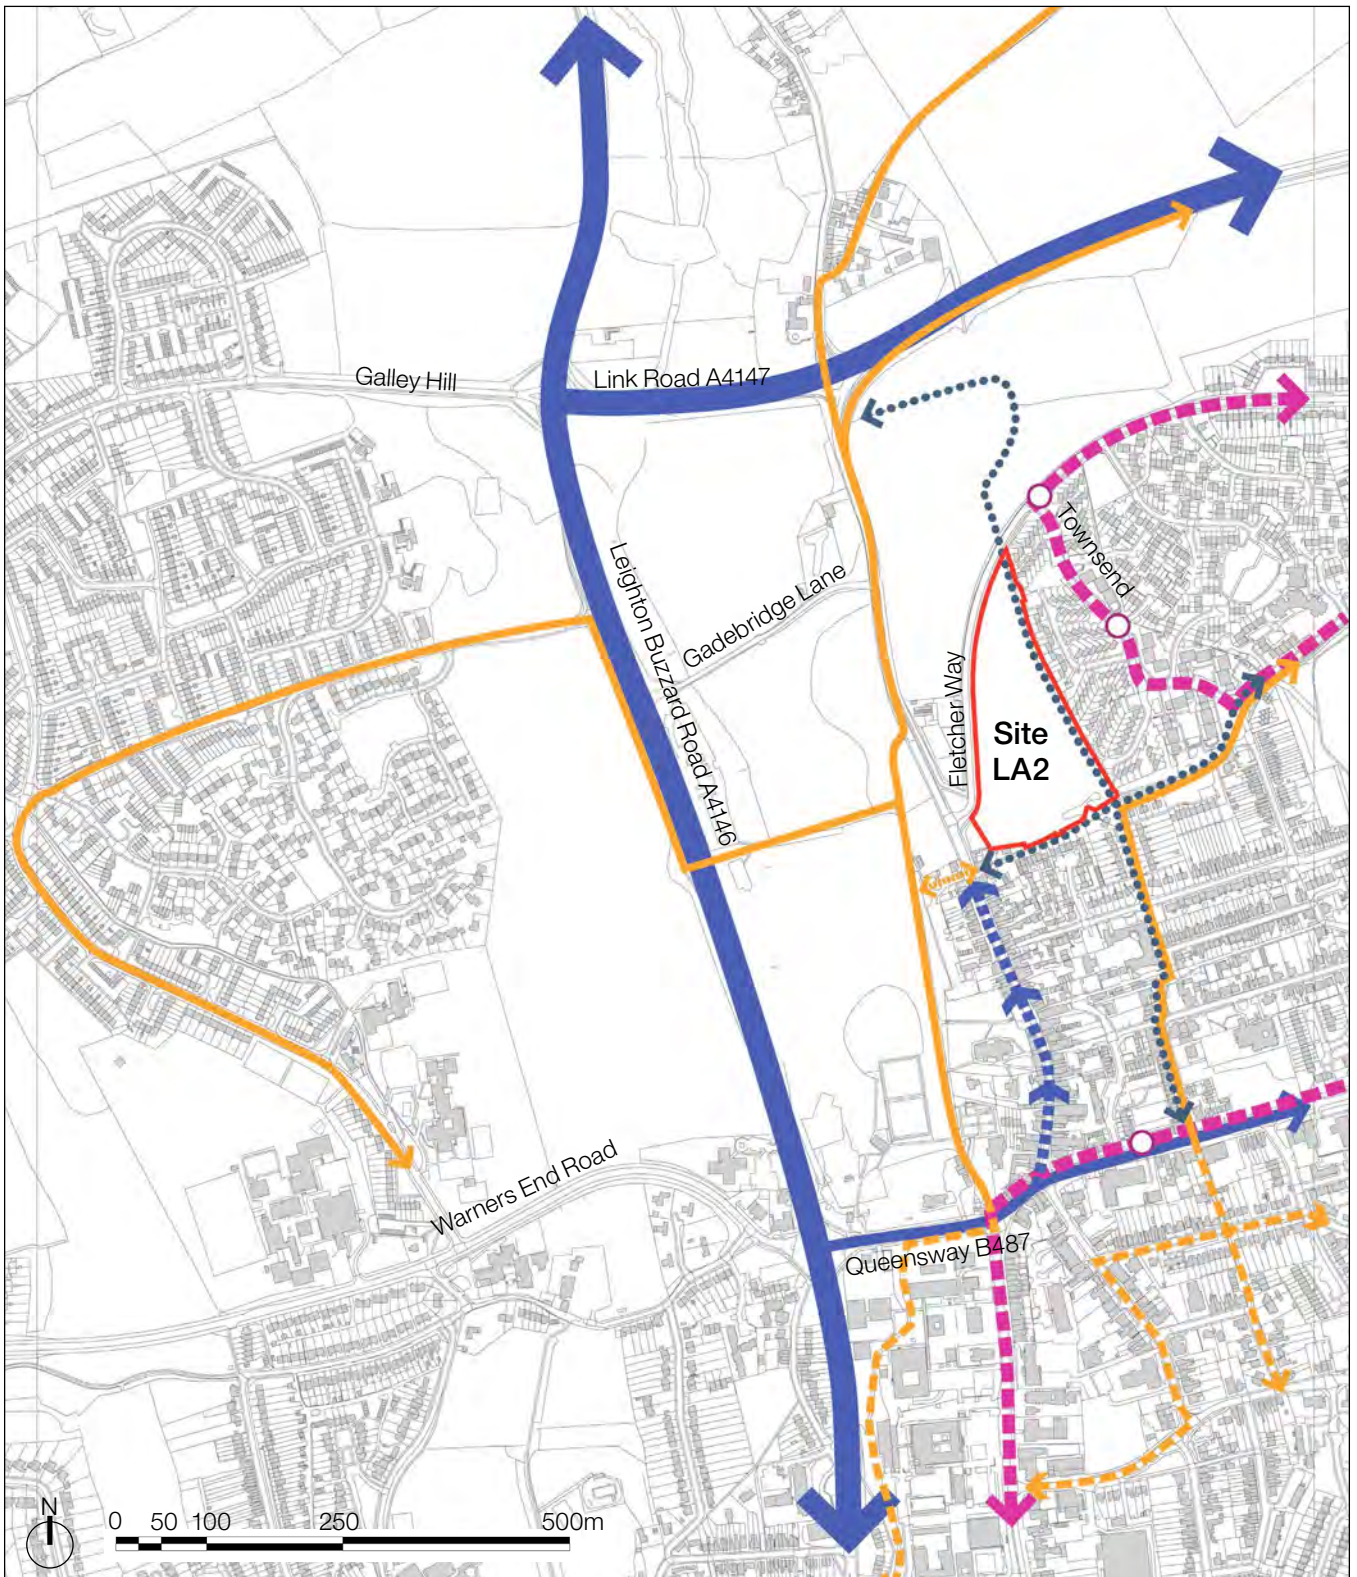 Galley Hill
Link Road A4147
Townsend
Leighton Buzzard Road A4146
Gadebridge Lane
Fletcher Way
Site
LA2
Warners End Road
Queensway B487
N
0 50 100 250 500m